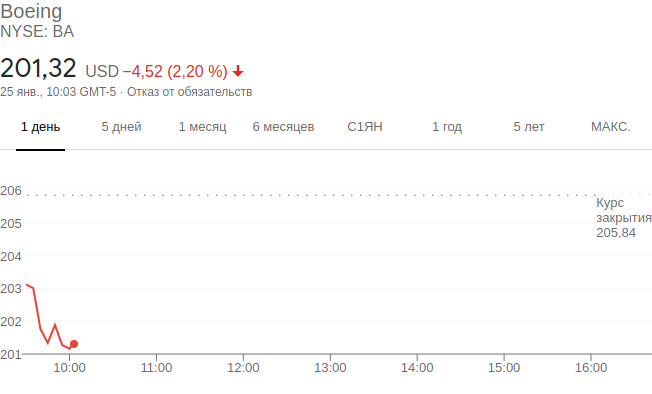 Boeing
NYSE: BA
201,32 USD −4,52 (2,20 %)
25 янв., 10:03 GMT-5 · Отказ от обязательств
1 день 5 дней 1 месяц 6 месяцев С1ЯН 1 год 5 лет МАКС.
206
Курс
закрытия
205,84
205
204
203
202
201
10:00 11:00 12:00 13:00 14:00 15:00 16:00